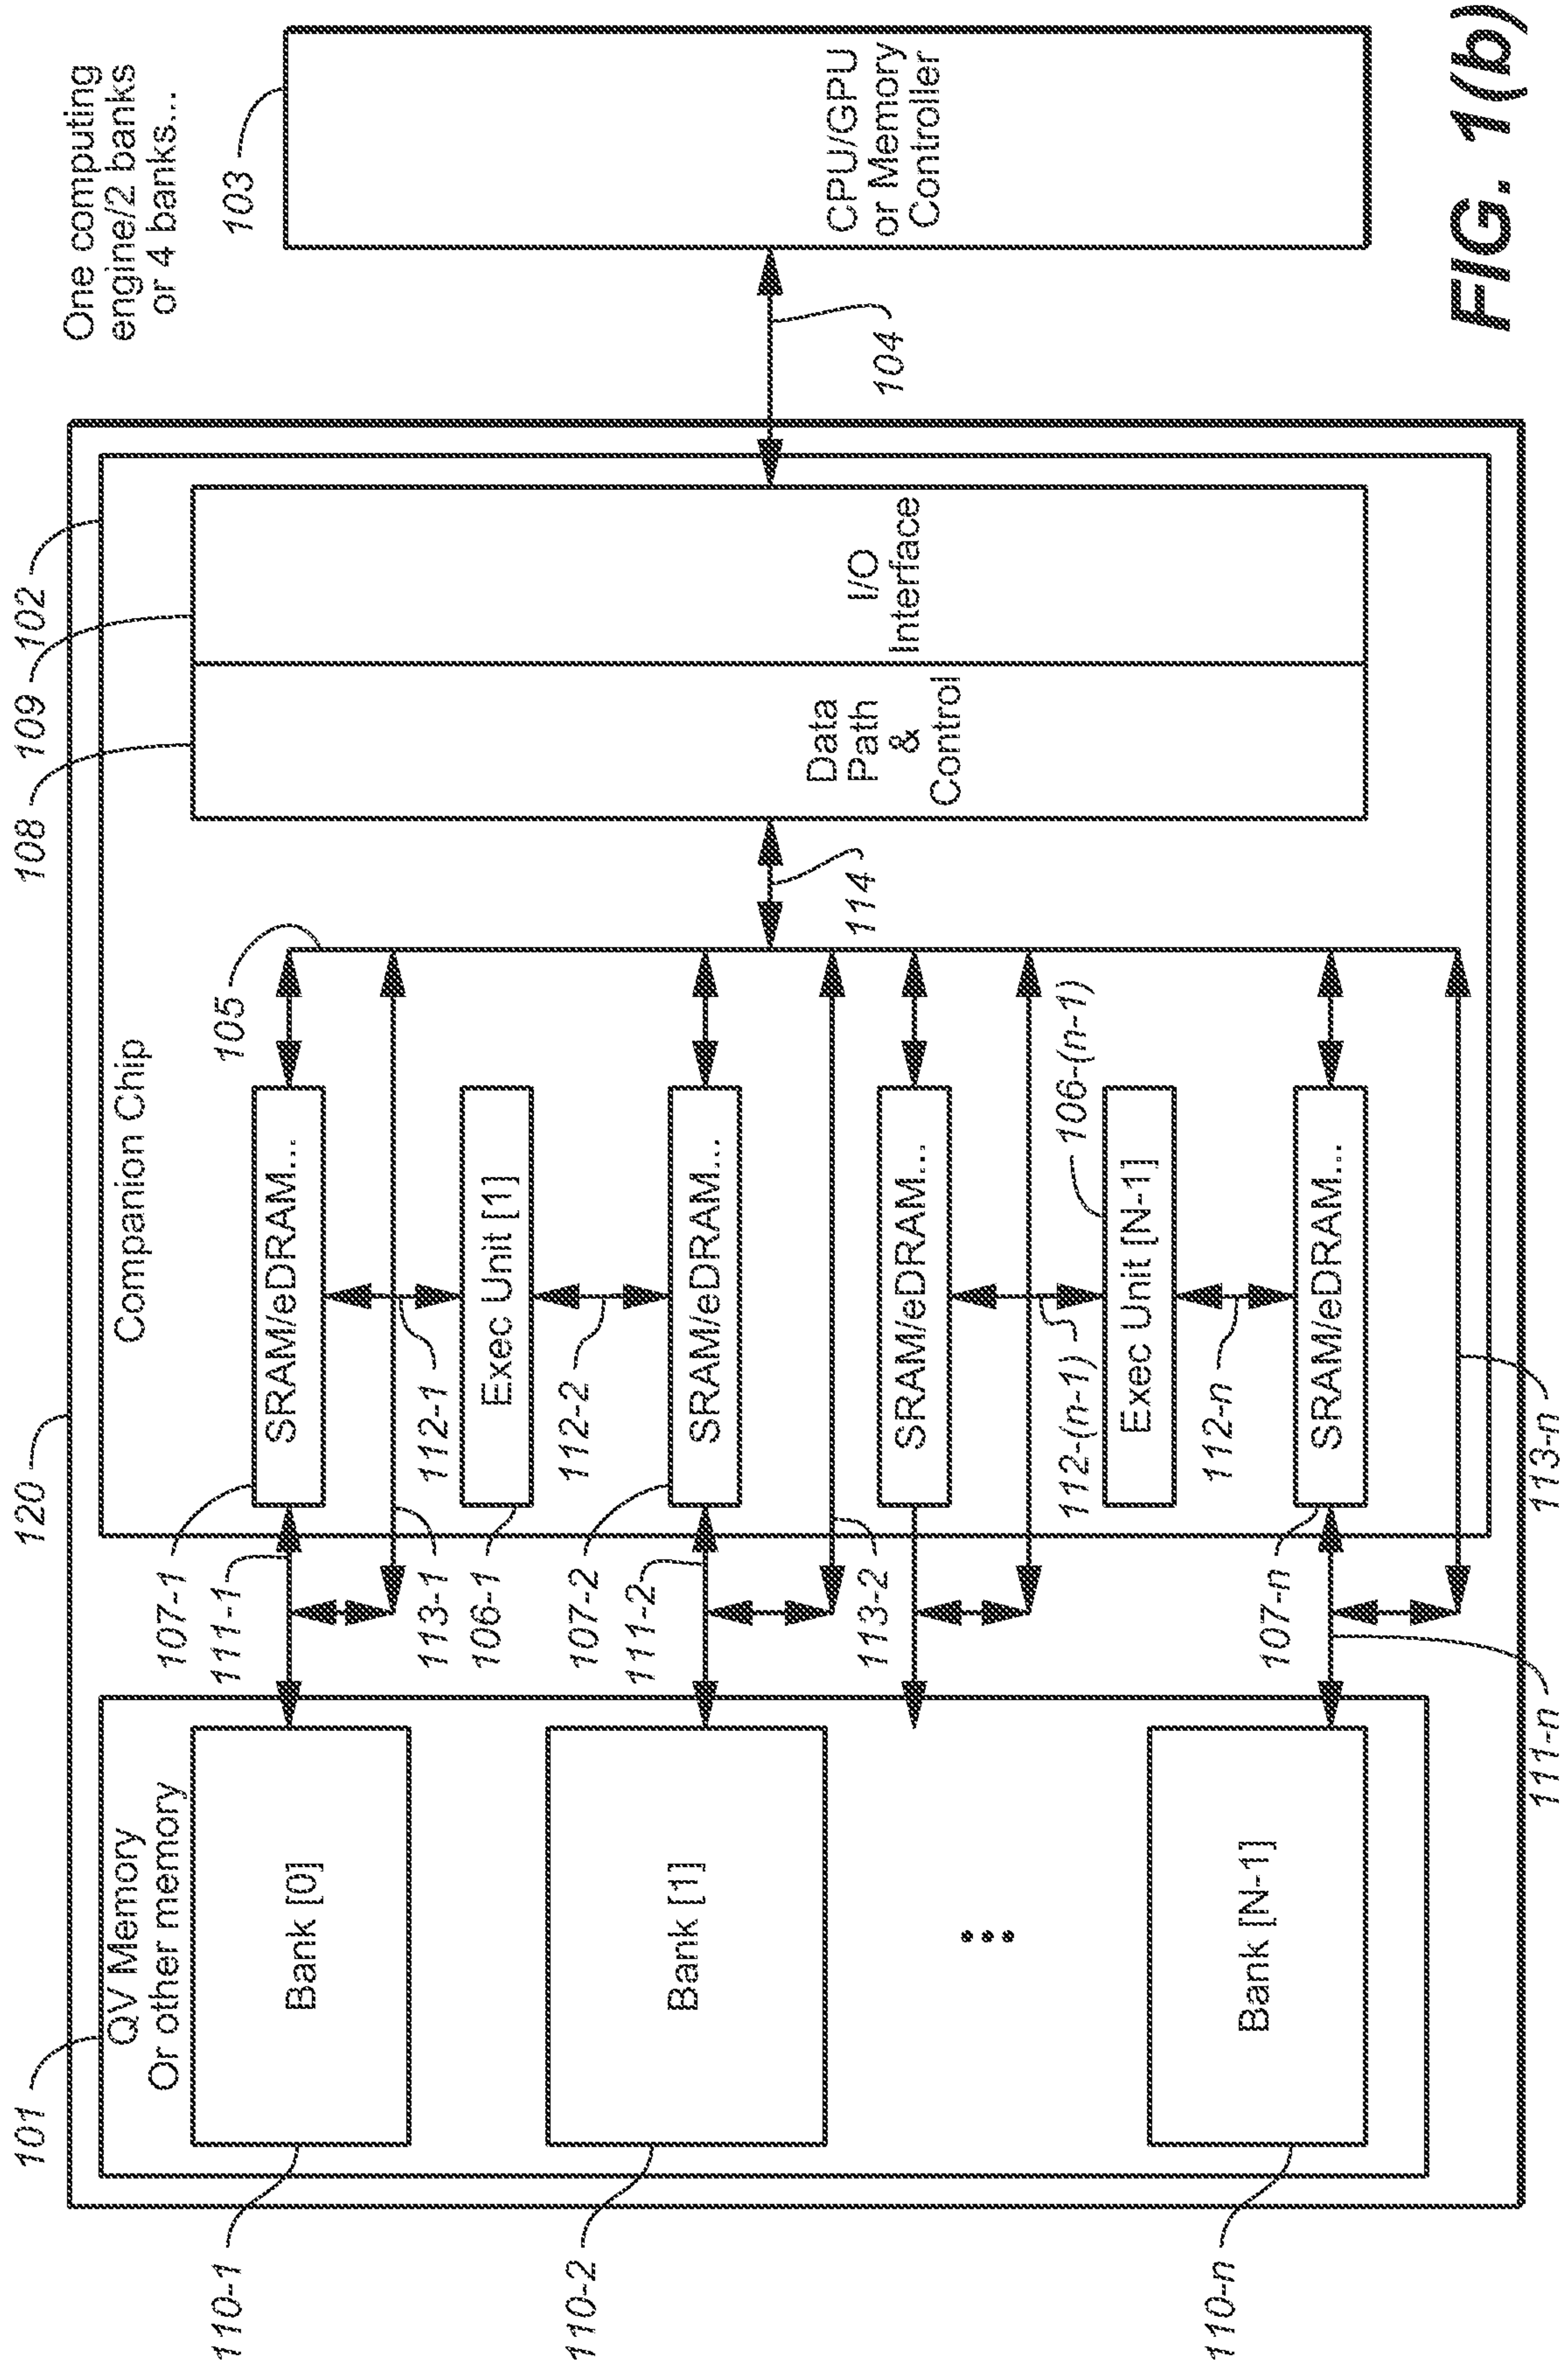 One computing
engine/2 banks
or 4 banks...
120
108
109
102
101
QV Memory
Or other memory
Companion Chip
105
103
107-1
111-1
110-1
Bank [0]
SRAM/eDRAM...
112-1
113-1
106-1
Exec Unit [1]
112-2
107-2
111-2
110-2
Bank [1]
SRAM/eDRAM...
113-2
114
104
Data
Path
&
Control
I/O
Interface
CPU/GPU
or Memory
Controller
SRAM/eDRAM...
106-(n-1)
112-(n-1)
Exec Unit [N-1]
112-n
107-n
110-n
Bank [N-1]
SRAM/eDRAM...
111-n
113-n
FIG. 1(b)